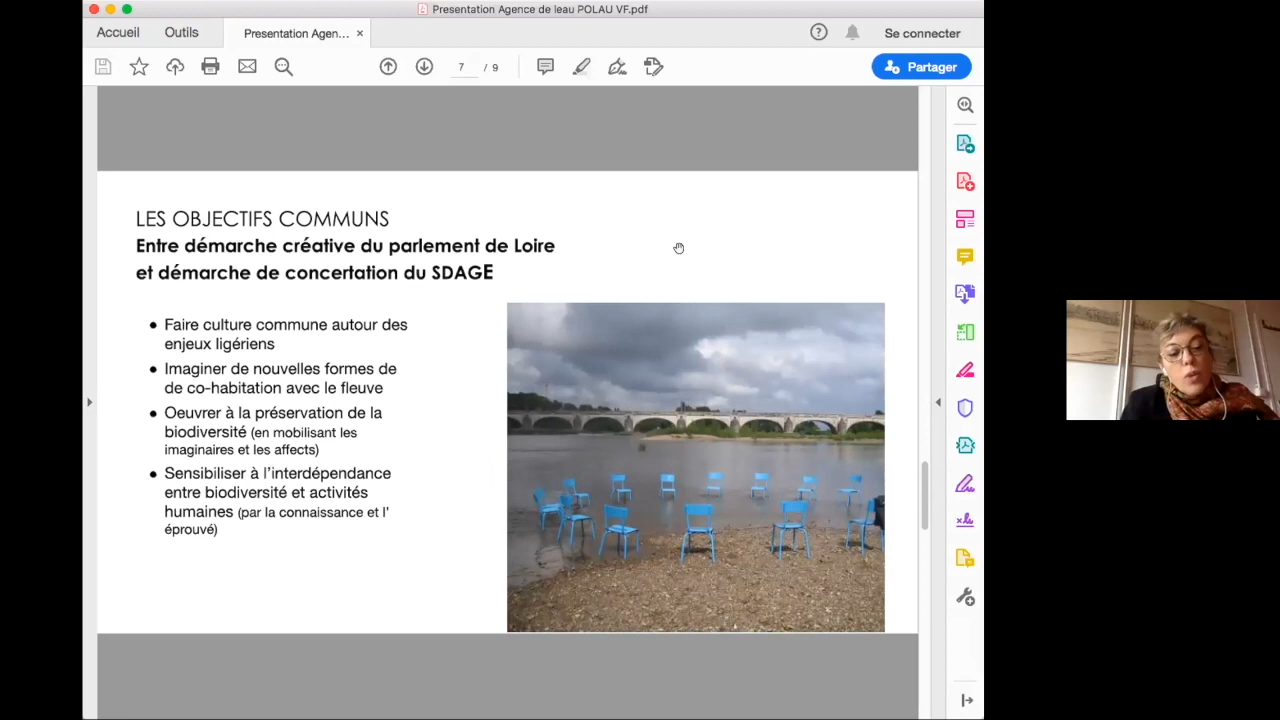 Presentation Agence de leau POLAU VF.pdf
Accueil
Outils
Presentation Agen...
Se connecter
7 / 9
Partager
LES OBJECTIFS COMMUNS
Entre démarche créative du parlement de Loire
et démarche de concertation du SDAGE
Faire culture commune autour des
enjeux ligériens
Imaginer de nouvelles formes de
de co-habitation avec le fleuve
Oeuvrer à la préservation de la
biodiversité (en mobilisant les
imaginaires et les affects)
Sensibiliser à l'interdépendance
entre biodiversité et activités
humaines (par la connaissance et l'
éprouvé)